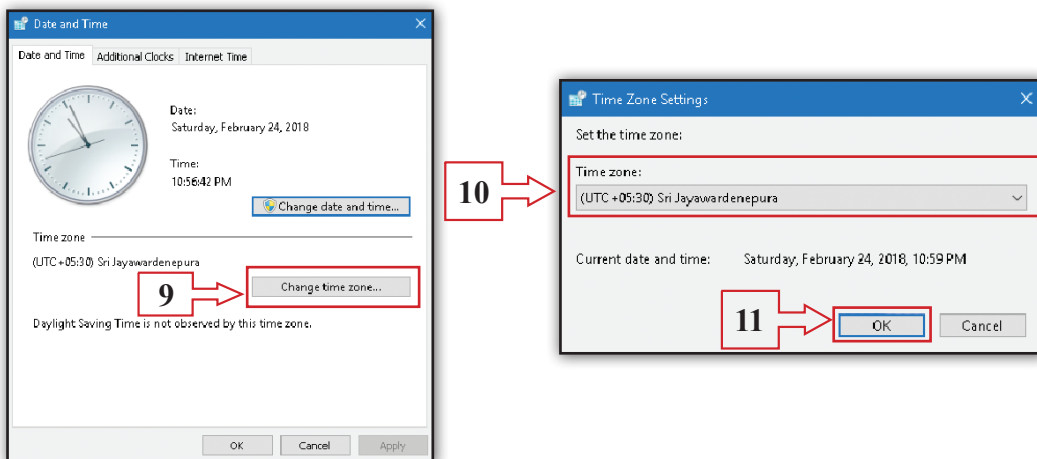 Date and Time
Date and Time Additional Clocks Internet Time
Date:
Saturday, February 24, 2018
Time:
10:56:42 PM
Change date and time...
Time zone
(UTC+05:30) Sri Jayawardenepura
9
Change time zone...
Daylight Saving Time is not observed by this time zone.
OK Cancel Apply
10
Time Zone Settings
Set the time zone:
Time zone:
(UTC+05:30) Sri Jayawardenepura
Current date and time: Saturday, February 24, 2018, 10:59 PM
11
OK Cancel